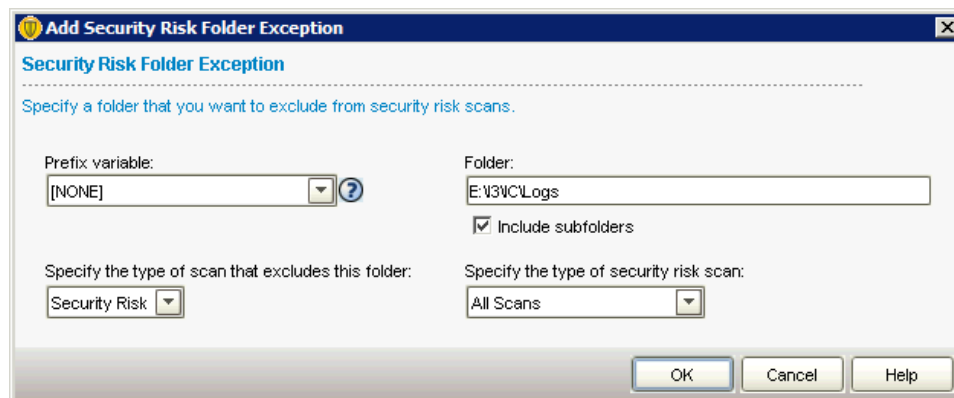 Add Security Risk Folder Exception
Security Risk Folder Exception
Specify a folder that you want to exclude from security risk scans.
Prefix variable:
[NONE]
Folder:
E:\I3\IC\Logs
Include subfolders
Specify the type of scan that excludes this folder:
Security Risk
Specify the type of security risk scan:
All Scans
OK
Cancel
Help